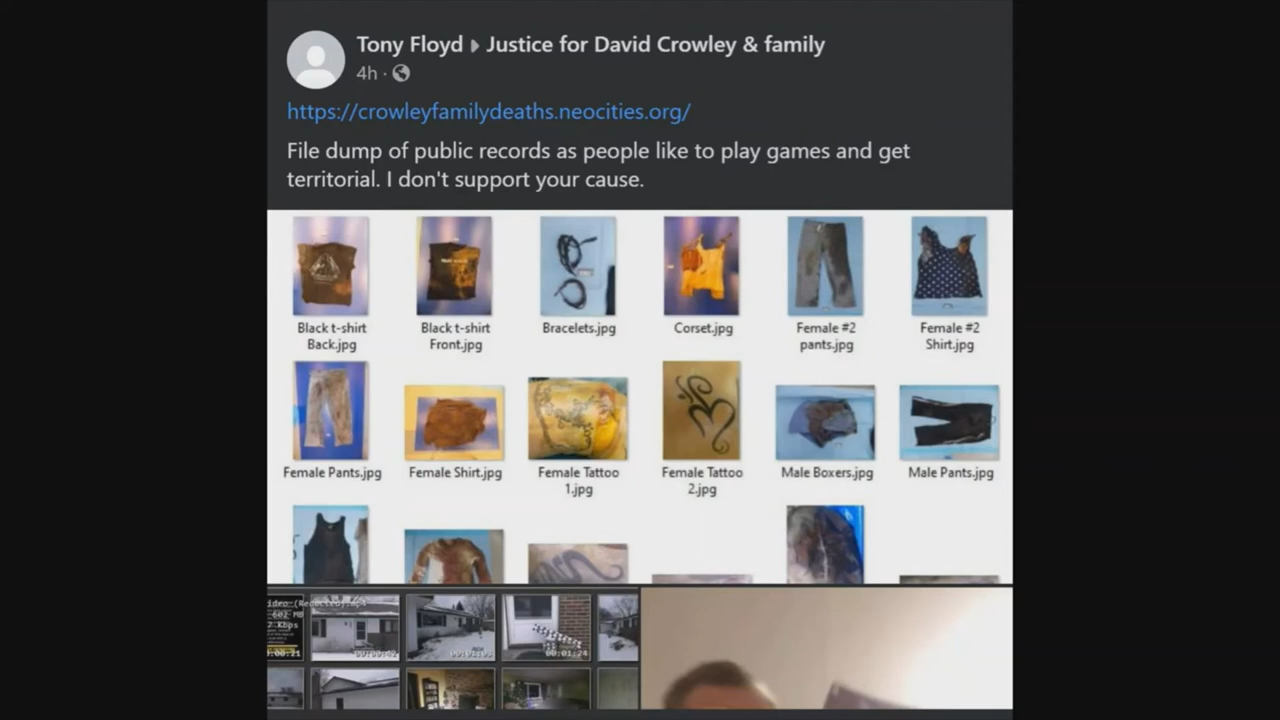 Tony Floyd ▸ Justice for David Crowley & family
4h ·
https://crowleyfamilydeaths.neocities.org/
File dump of public records as people like to play games and get
territorial. I don't support your cause.
Black t-shirt
Back.jpg
Black t-shirt
Front.jpg
Bracelets.jpg
Corset.jpg
Female #2
pants.jpg
Female #2
Shirt.jpg
Female Pants.jpg
Female Shirt.jpg
Female Tattoo
1.jpg
Female Tattoo
2.jpg
Male Boxers.jpg
Male Pants.jpg
00:01:24